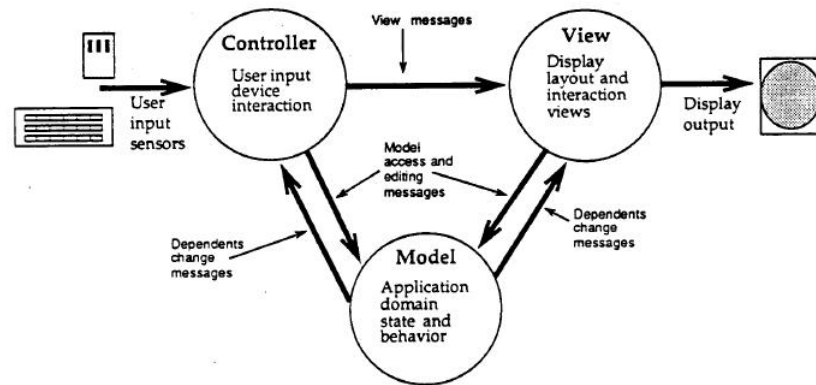 View messages
Controller
User input
device
interaction
View
Display
layout and
interaction
views
User
input
sensors
Display
output
Model
access and
editing
messages
Dependents
change
messages
Dependents
change
messages
Model
Application
domain
state and
behavior